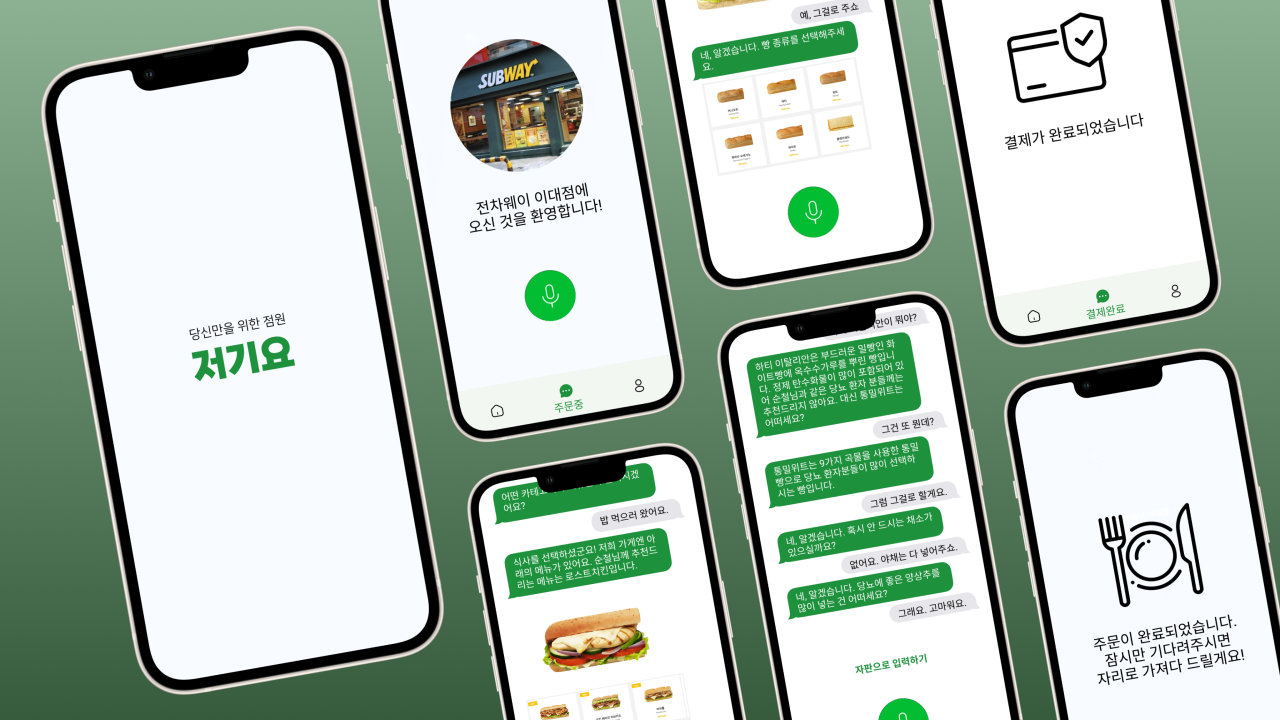 당신만을 위한 점원
저기요
SUBWAY
전차웨이 이대점에
오신 것을 환영합니다!
주문중
예, 그걸로 주쇼
네, 알겠습니다. 빵 종류를 선택해주세
요.
결제가 완료되었습니다
결제완료
어떤 카테
시겠
어요?
밥 먹으러 왔어요.
식사를 선택하셨군요! 저희 가게엔 아
래의 메뉴가 있어요. 순철님께 추천드
리는 메뉴는 로스트치킨입니다.
뭐야?
하티 이탈리안은 부드러운 밀빵인 화
이트빵에 옥수수가루를 뿌린 빵입니
다. 정제 탄수화물이 많이 포함되어 있
어 순철님과 같은 당뇨 환자 분들께는
추천드리지 않아요. 대신 통밀위트는
어떠세요?
그건 또 뭔데?
통밀위트는 9가지 곡물을 사용한 통밀
빵으로 당뇨 환자분들이 많이 선택하
시는 빵입니다.
그럼 그걸로 할게요.
네, 알겠습니다. 혹시 안 드시는 채소가
있으실까요?
없어요. 야채는 다 넣어주쇼.
네, 알겠습니다. 당뇨에 좋은 양상추를
많이 넣는 건 어떠세요?
그래요. 고마워요.
자판으로 입력하기
주문이 완료되었습니다.
잠시만 기다려주시면
자리로 가져다 드릴게요!